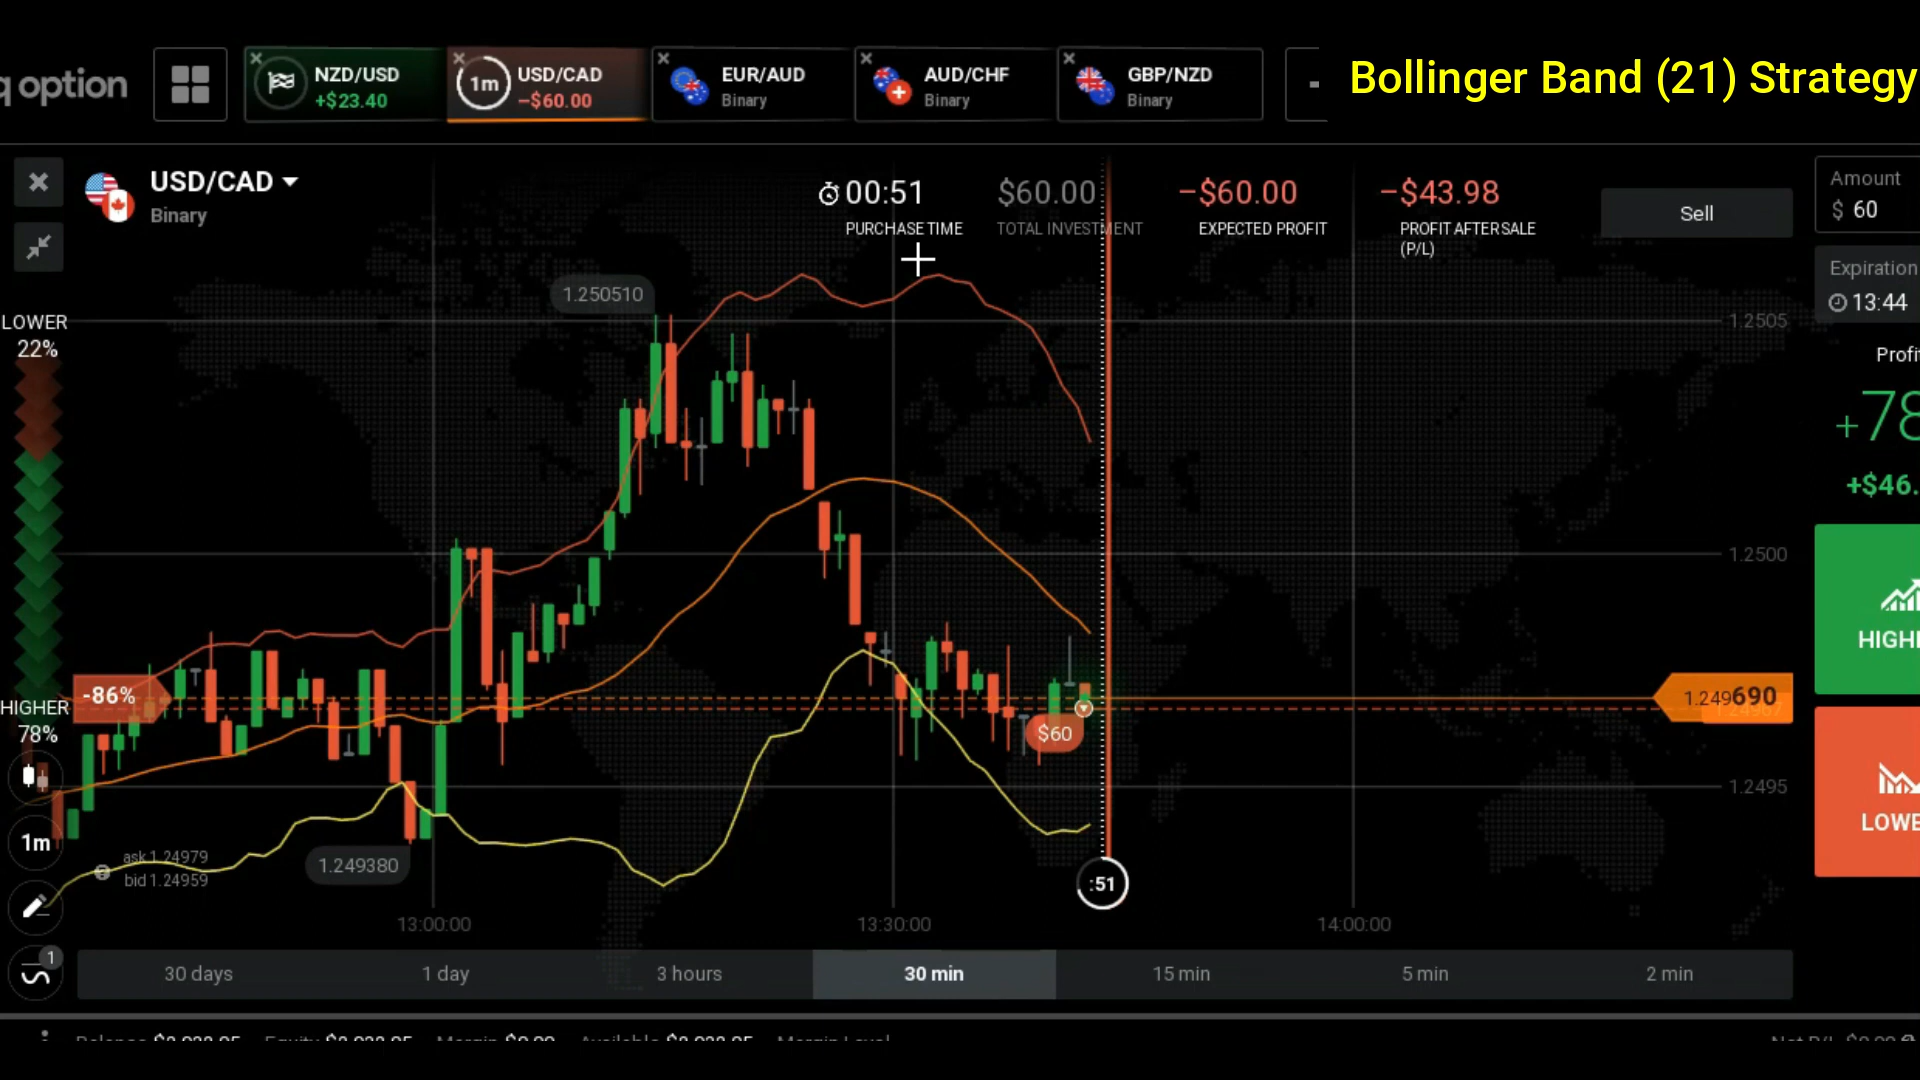 q option
NZD/USD
+$23.40
1m
USD/CAD
−$60.00
EUR/AUD
Binary
AUD/CHF
Binary
GBP/NZD
Binary
Bollinger Band (21) Strategy
USD/CAD
Binary
00:51
PURCHASE TIME
$60.00
TOTAL INVESTMENT
−$60.00
EXPECTED PROFIT
−$43.98
PROFIT AFTER SALE
(P/L)
Sell
Amount
$ 60
Expiration
13:44
LOWER
22%
1.250510
1.2505
Profit
+78
+$46.
1.2500
HIGHER
78%
-86%
$60
1.249690
HIGH
1.2495
LOWE
1m
ask 1.24979
bid 1.24959
1.249380
:51
13:00:00
13:30:00
14:00:00
1
30 days
1 day
3 hours
30 min
15 min
5 min
2 min